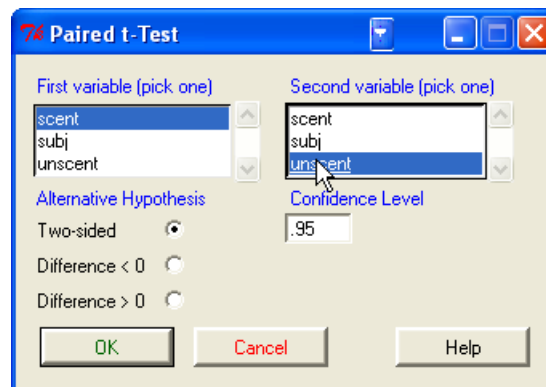 Paired t-Test
First variable (pick one)
scent
subj
unscent
Second variable (pick one)
scent
subj
unscent
Alternative Hypothesis
Two-sided
Difference < 0
Difference > 0
Confidence Level
.95
OK
Cancel
Help